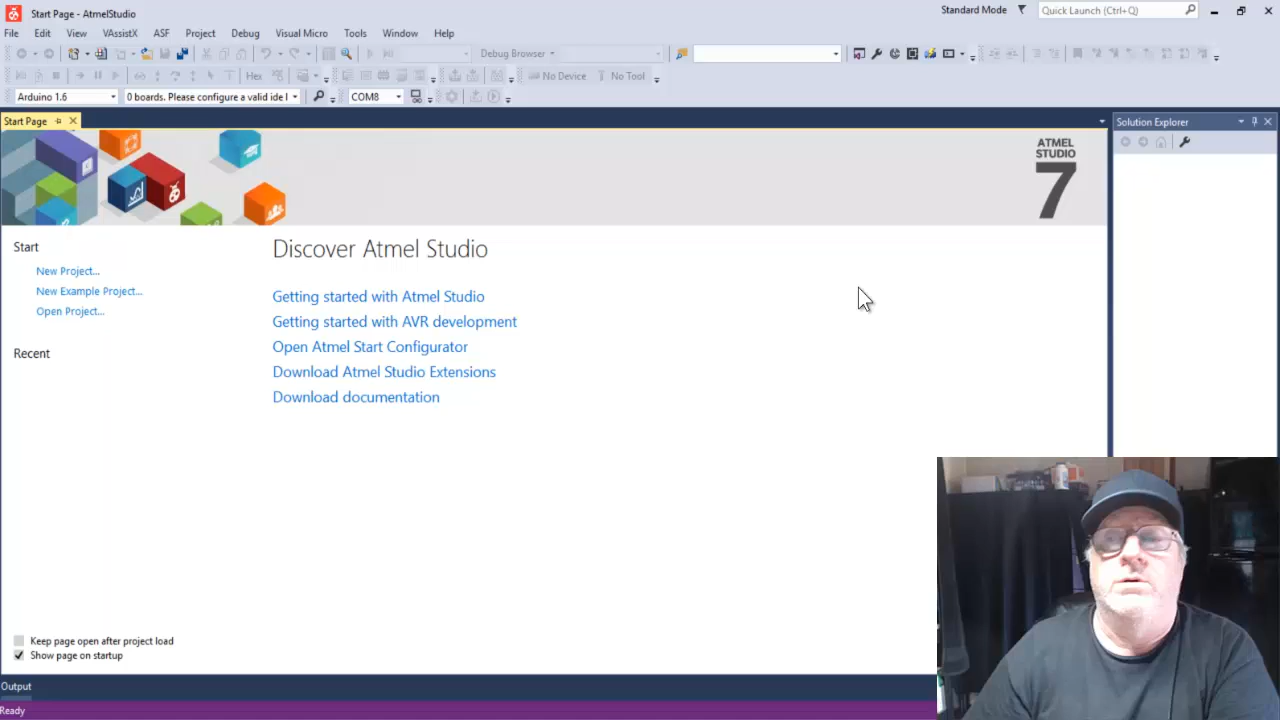 Start Page - AtmelStudio
Standard Mode
Quick Launch (Ctrl+Q)
File Edit View VAssistX ASF Project Debug Visual Micro Tools Window Help
Debug Browser
Hex
No Device
No Tool
Arduino 1.6
0 boards. Please configure a valid ide l
COM8
Start Page
Solution Explorer
ATMEL
STUDIO
7
Start
New Project...
New Example Project...
Open Project...
Recent
Discover Atmel Studio
Getting started with Atmel Studio
Getting started with AVR development
Open Atmel Start Configurator
Download Atmel Studio Extensions
Download documentation
Keep page open after project load
Show page on startup
Output
Ready